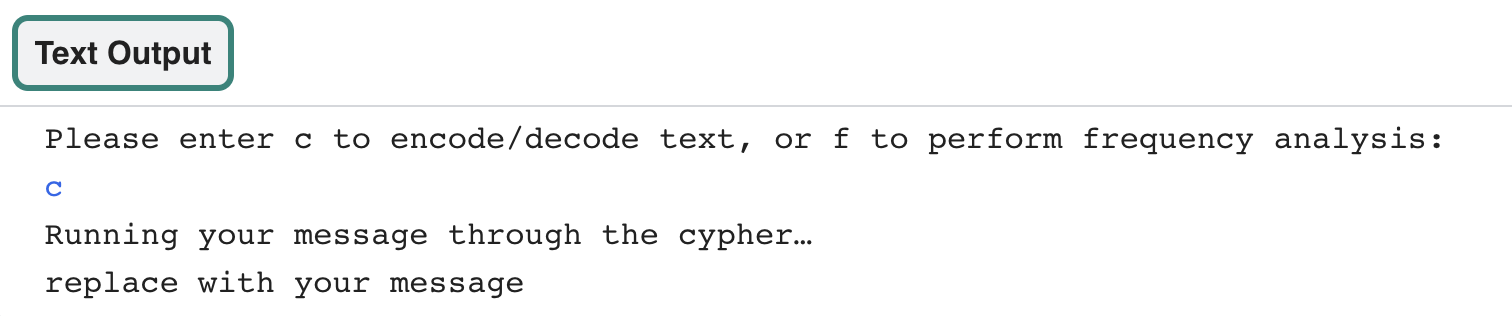 Text Output
Please enter c to encode/decode text, or f to perform frequency analysis:
c
Running your message through the cypher…
replace with your message